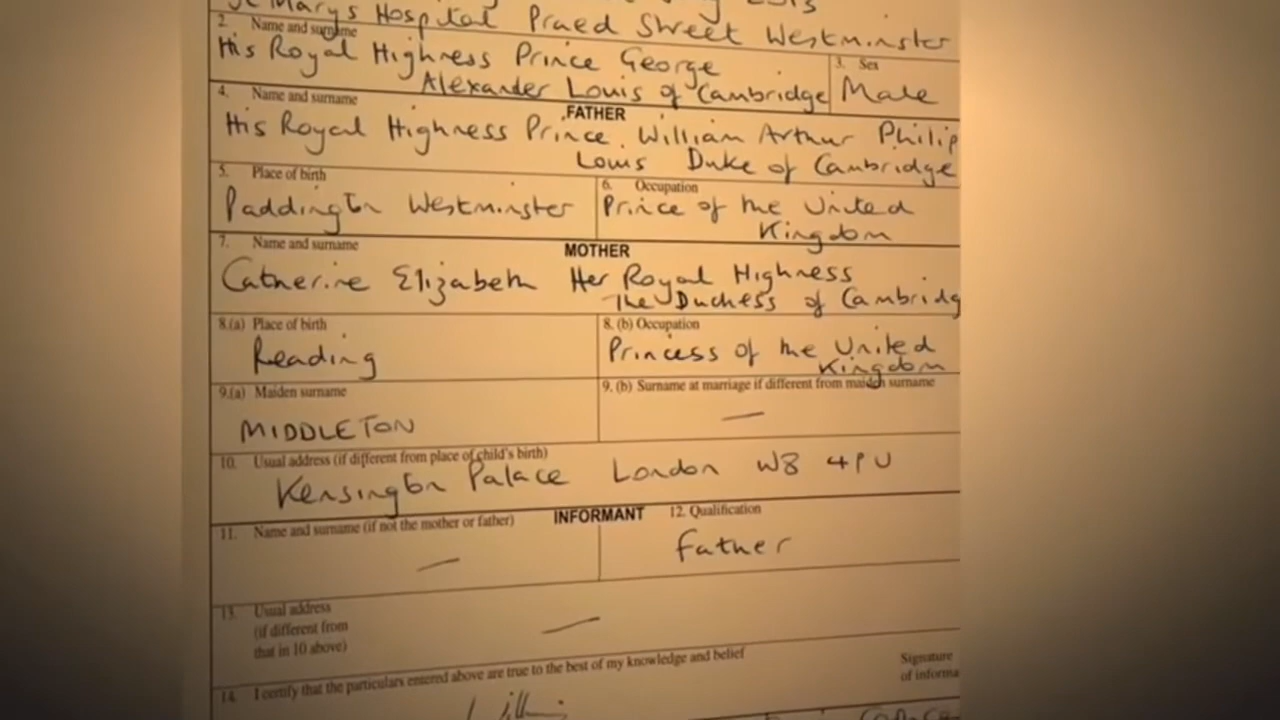 St Marys Hospital Praed Street Westminster
2. Name and surname
His Royal Highness Prince George
Alexander Louis of Cambridge
3. Sex
Male
4. Name and surname
FATHER
His Royal Highness Prince William Arthur Philip
Louis Duke of Cambridge
5. Place of birth
Paddington Westminster
6. Occupation
Prince of the United
Kingdom
7. Name and surname
MOTHER
Catherine Elizabeth Her Royal Highness
The Duchess of Cambridg
8.(a) Place of birth
Reading
8. (b) Occupation
Princess of the United
Kingdom
9.(a) Maiden surname
MIDDLETON
9. (b) Surname at marriage if different from maiden surname
—
10. Usual address (if different from place of child's birth)
Kensington Palace London W8 4PU
11. Name and surname (if not the mother or father)
INFORMANT
—
12. Qualification
Father
13. Usual address
(if different from
that in 10 above)
—
14. I certify that the particulars entered above are true to the best of my knowledge and belief
Signature
of informa